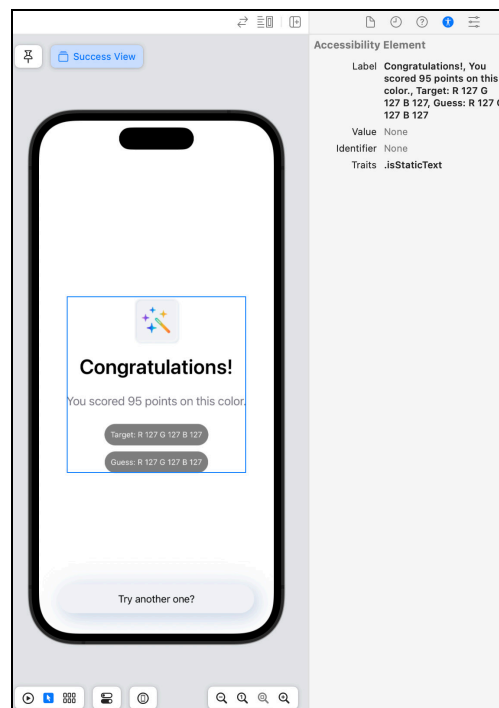 Success View
Accessibility Element
Label Congratulations!, You
scored 95 points on this
color., Target: R 127 G
127 B 127, Guess: R 127 G
127 B 127
Value None
Identifier None
Traits .isStaticText
Congratulations!
You scored 95 points on this color.
Target: R 127 G 127 B 127
Guess: R 127 G 127 B 127
Try another one?